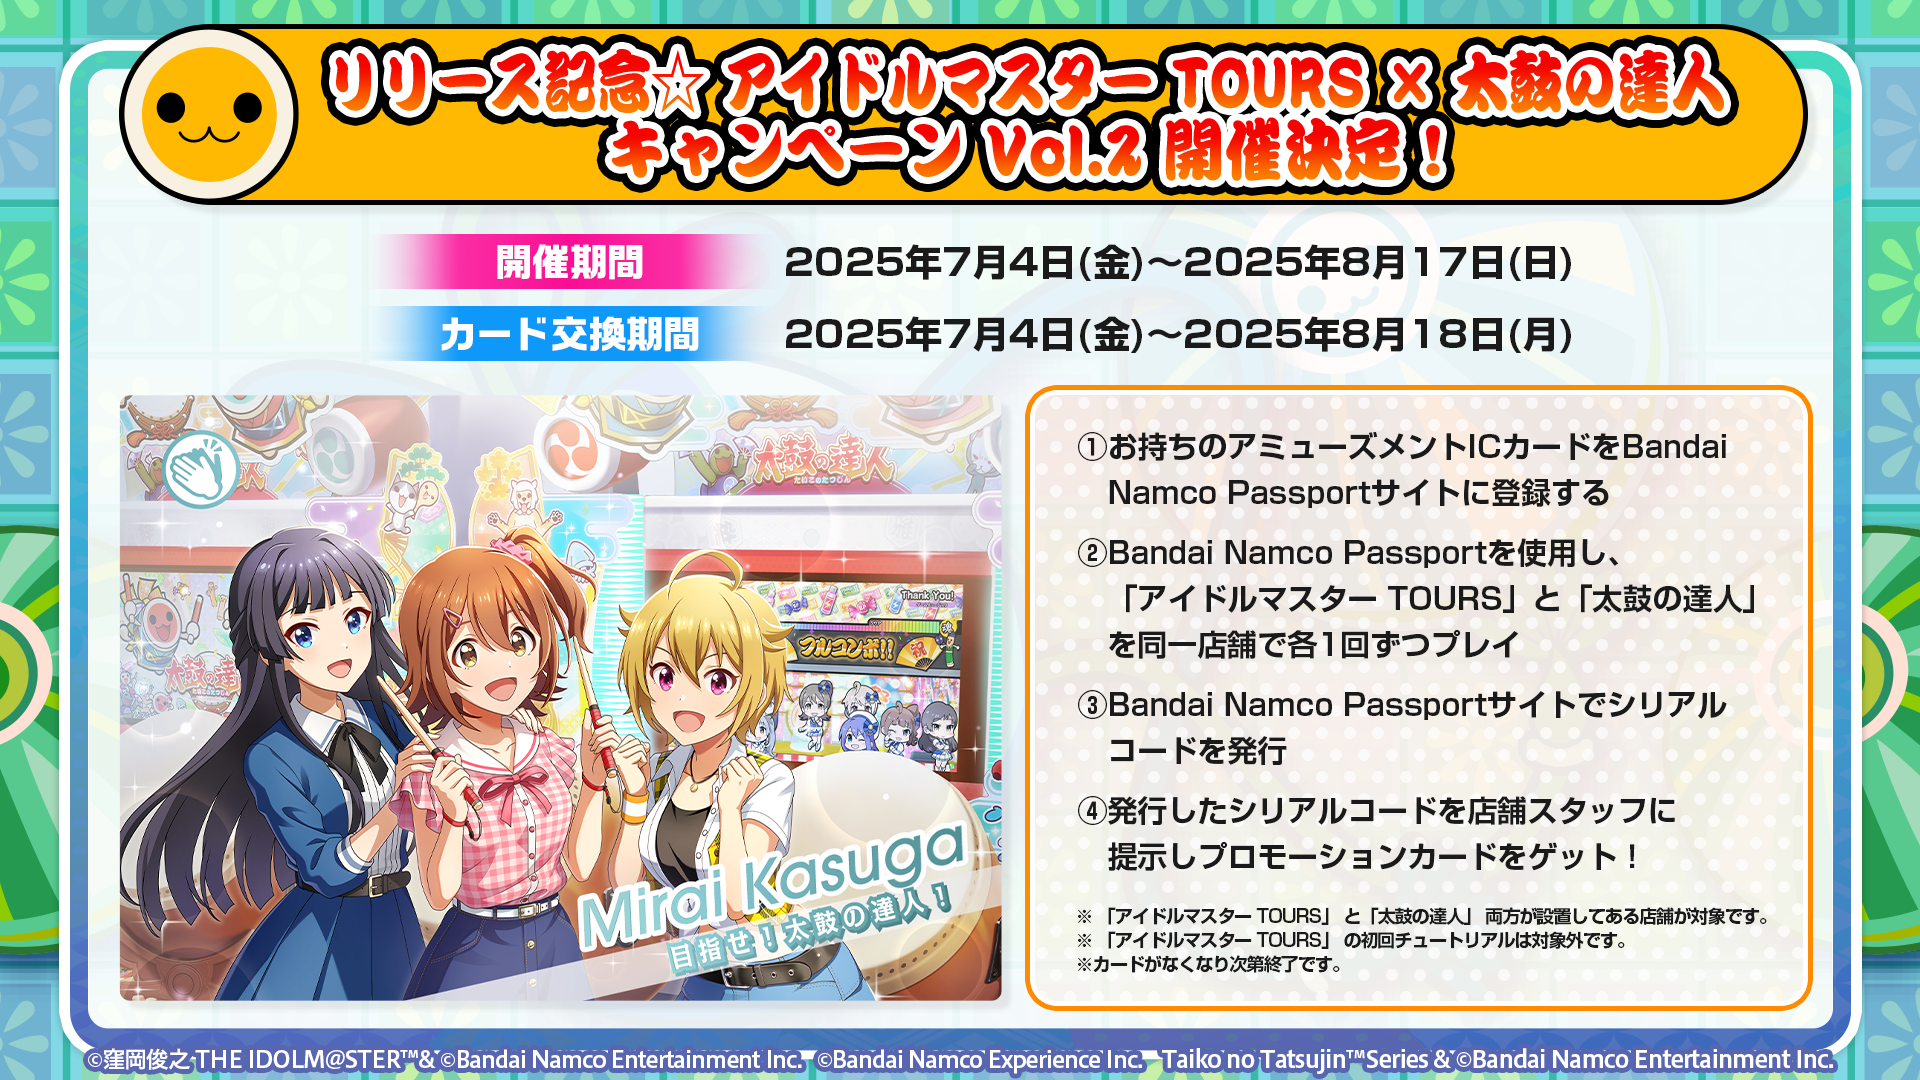 リリース記念☆ アイドルマスター TOURS × 太鼓の達人
キャンペーン Vol.2 開催決定！
開催期間
2025年7月4日(金)～2025年8月17日(日)
カード交換期間
2025年7月4日(金)～2025年8月18日(月)
太鼓の達人
たいこのたつじん
Thank You!
フルコンボ!!
祝
魂
太鼓の達
Mirai Kasuga
目指せ！太鼓の達人！
①お持ちのアミューズメントICカードをBandai
Namco Passportサイトに登録する
②Bandai Namco Passportを使用し、
「アイドルマスター TOURS」と「太鼓の達人」
を同一店舗で各1回ずつプレイ
③Bandai Namco Passportサイトでシリアル
コードを発行
④発行したシリアルコードを店舗スタッフに
提示しプロモーションカードをゲット！
※ 「アイドルマスター TOURS」 と「太鼓の達人」 両方が設置してある店舗が対象です。
※ 「アイドルマスター TOURS」 の初回チュートリアルは対象外です。
※カードがなくなり次第終了です。
©窪岡俊之 THE IDOLM@STER™& ©Bandai Namco Entertainment Inc. ©Bandai Namco Experience Inc. Taiko no Tatsujin™Series & ©Bandai Namco Entertainment Inc.